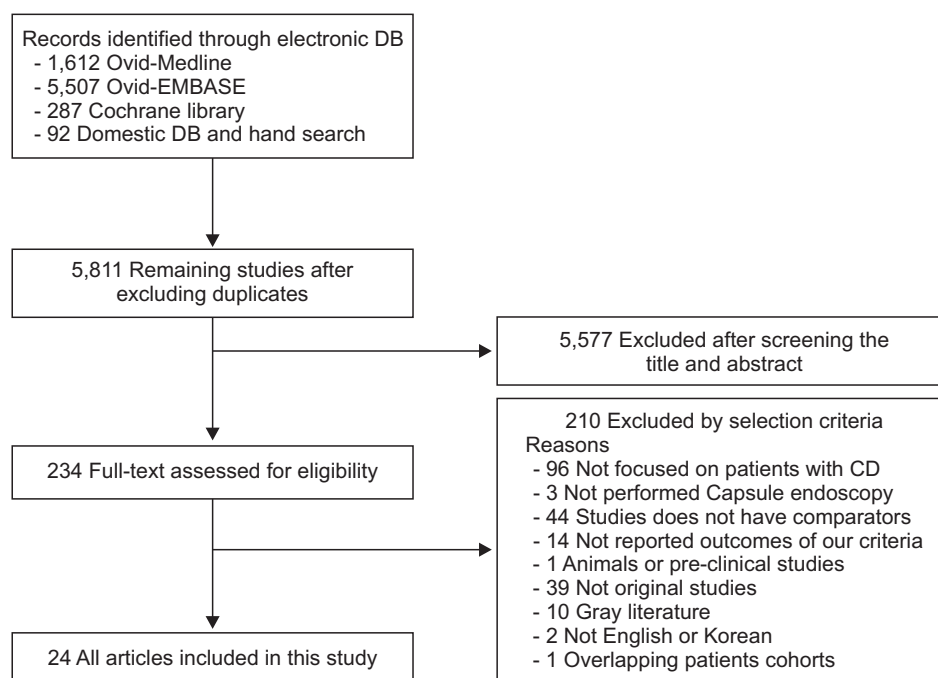 Records identified through electronic DB
- 1,612 Ovid-Medline
- 5,507 Ovid-EMBASE
- 287 Cochrane library
- 92 Domestic DB and hand search
5,811 Remaining studies after
excluding duplicates
5,577 Excluded after screening the
title and abstract
234 Full-text assessed for eligibility
210 Excluded by selection criteria
Reasons
- 96 Not focused on patients with CD
- 3 Not performed Capsule endoscopy
- 44 Studies does not have comparators
- 14 Not reported outcomes of our criteria
- 1 Animals or pre-clinical studies
- 39 Not original studies
- 10 Gray literature
- 2 Not English or Korean
- 1 Overlapping patients cohorts
24 All articles included in this study